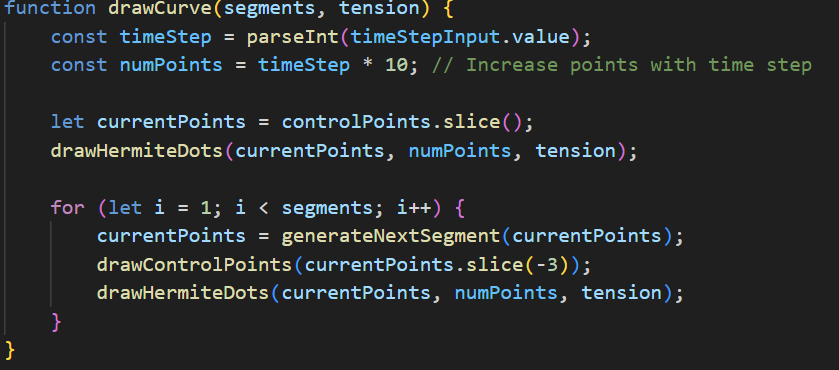 function drawCurve(segments, tension) {
    const timeStep = parseInt(timeStepInput.value);
    const numPoints = timeStep * 10; // Increase points with time step

    let currentPoints = controlPoints.slice();
    drawHermiteDots(currentPoints, numPoints, tension);

    for (let i = 1; i < segments; i++) {
        currentPoints = generateNextSegment(currentPoints);
        drawControlPoints(currentPoints.slice(-3));
        drawHermiteDots(currentPoints, numPoints, tension);
    }
}